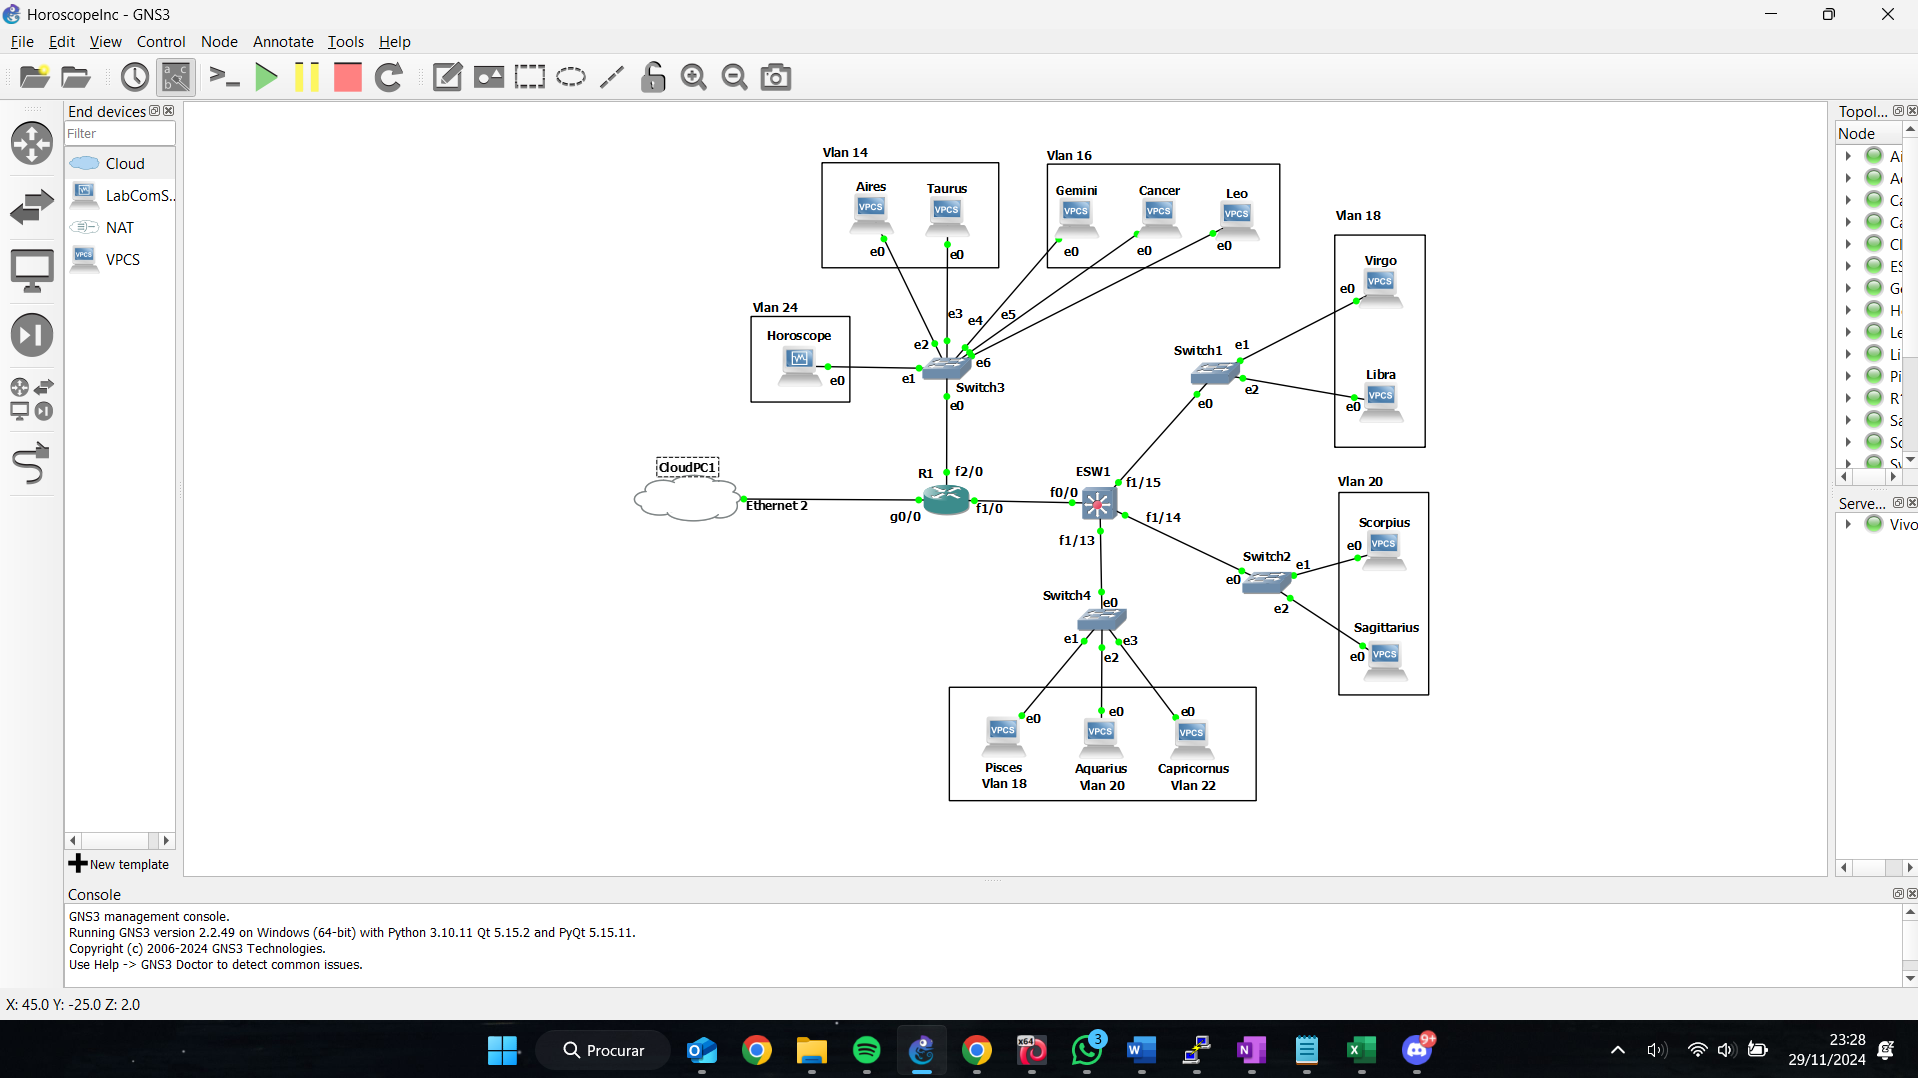 HoroscopeInc - GNS3
File Edit View Control Node Annotate Tools Help
End devices
Filter
Cloud
LabComS..
NAT
VPCS
New template
Vlan 14
Aires
VPCS
e0
Taurus
VPCS
e0
Vlan 16
Gemini
VPCS
e0
Cancer
VPCS
e0
Leo
VPCS
e0
Vlan 18
Virgo
VPCS
e0
Libra
VPCS
e0
Vlan 24
Horoscope
e0
e3
e4
e5
e2
e6
e1
Switch3
e0
Switch1
e1
e2
e0
CloudPC1
Ethernet 2
R1
f2/0
g0/0
f1/0
ESW1
f0/0
f1/15
f1/14
f1/13
Vlan 20
Scorpius
e0
VPCS
Sagittarius
e0
VPCS
Switch2
e0
e1
e2
Switch4
e0
e1
e2
e3
e0
VPCS
Pisces
Vlan 18
e0
VPCS
Aquarius
Vlan 20
e0
VPCS
Capricornus
Vlan 22
Topol...
Node
Ai
Ac
Ca
Ca
Cl
ES
Ge
H
Le
Li
Pi
R1
Sa
Sc
Sv
Serve...
Vivo
Console
GNS3 management console.
Running GNS3 version 2.2.49 on Windows (64-bit) with Python 3.10.11 Qt 5.15.2 and PyQt 5.15.11.
Copyright (c) 2006-2024 GNS3 Technologies.
Use Help -> GNS3 Doctor to detect common issues.
X: 45.0 Y: -25.0 Z: 2.0
Procurar
x64
3
9+
23:28
29/11/2024